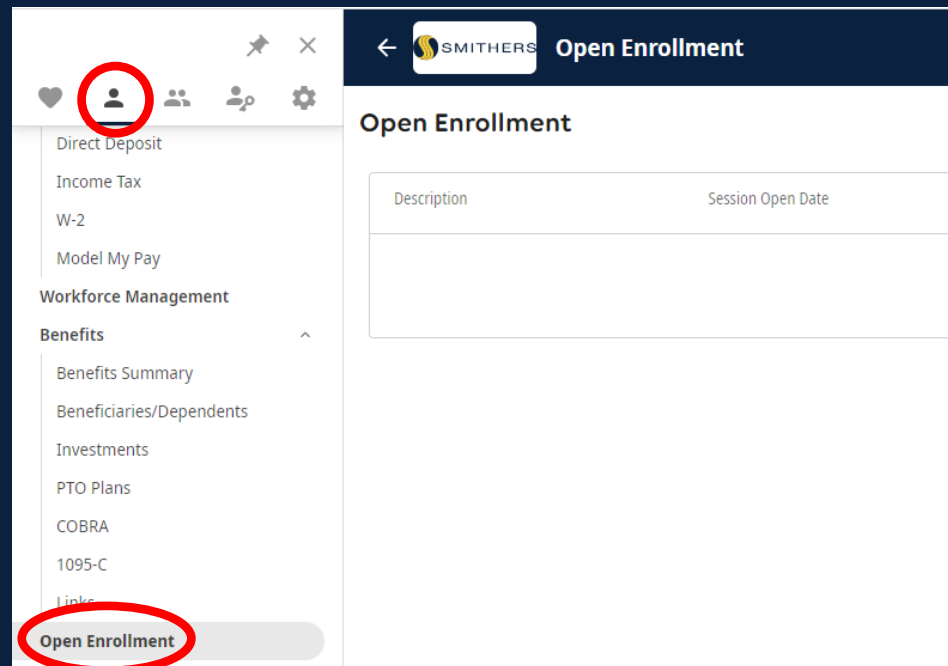 SMITHERS Open Enrollment
Direct Deposit
Income Tax
W-2
Model My Pay
Workforce Management
Benefits
Benefits Summary
Beneficiaries/Dependents
Investments
PTO Plans
COBRA
1095-C
Links
Open Enrollment
Open Enrollment
Description Session Open Date